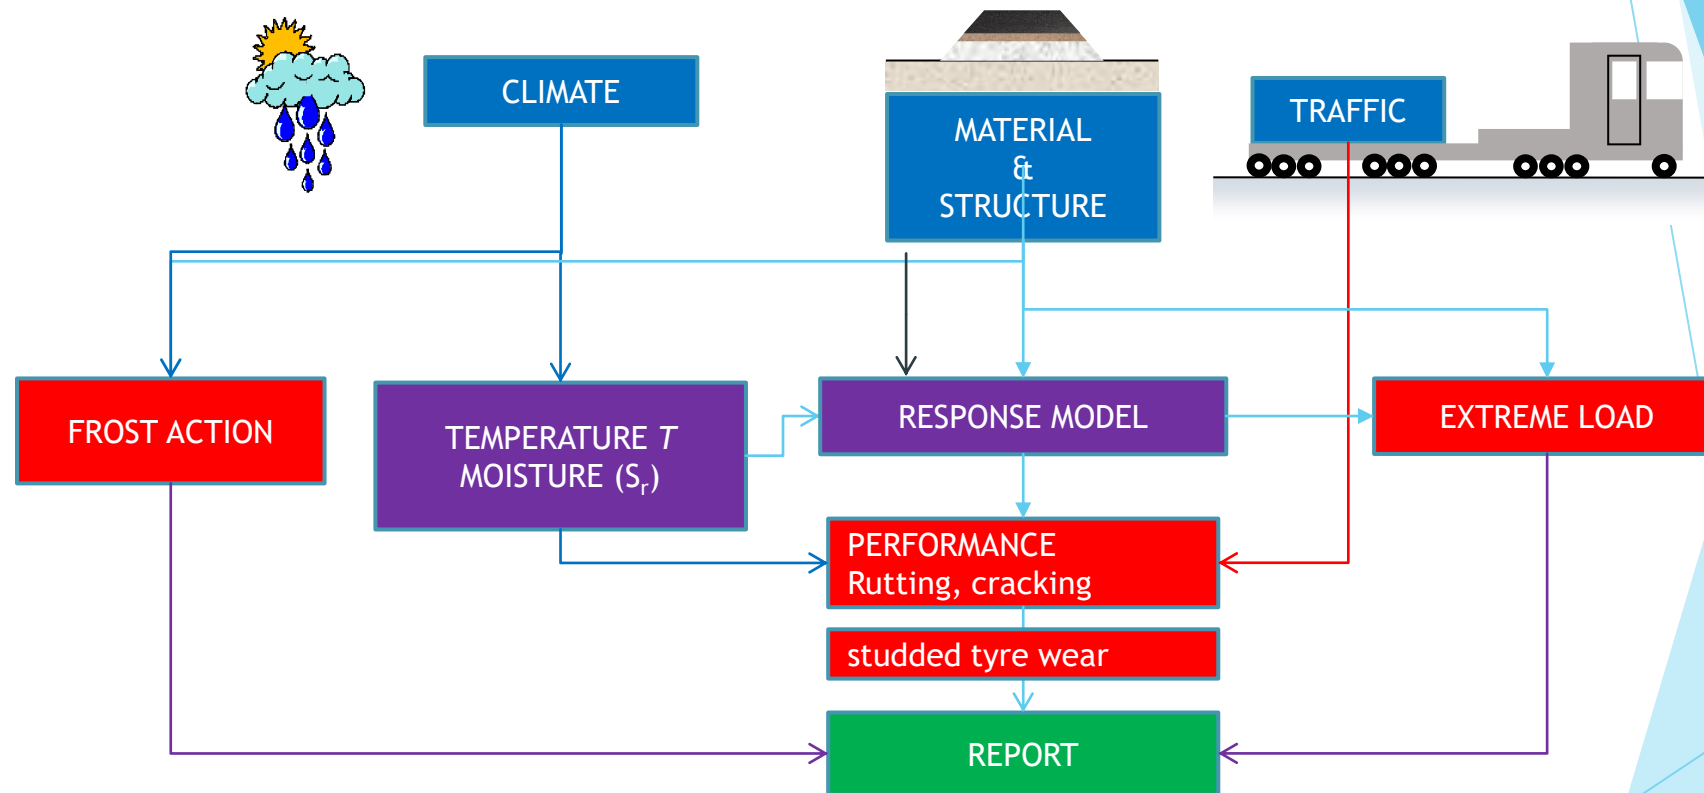 CLIMATE
MATERIAL
&
STRUCTURE
TRAFFIC
FROST ACTION
TEMPERATURE T
MOISTURE (Sr)
RESPONSE MODEL
EXTREME LOAD
PERFORMANCE
Rutting, cracking
studded tyre wear
REPORT